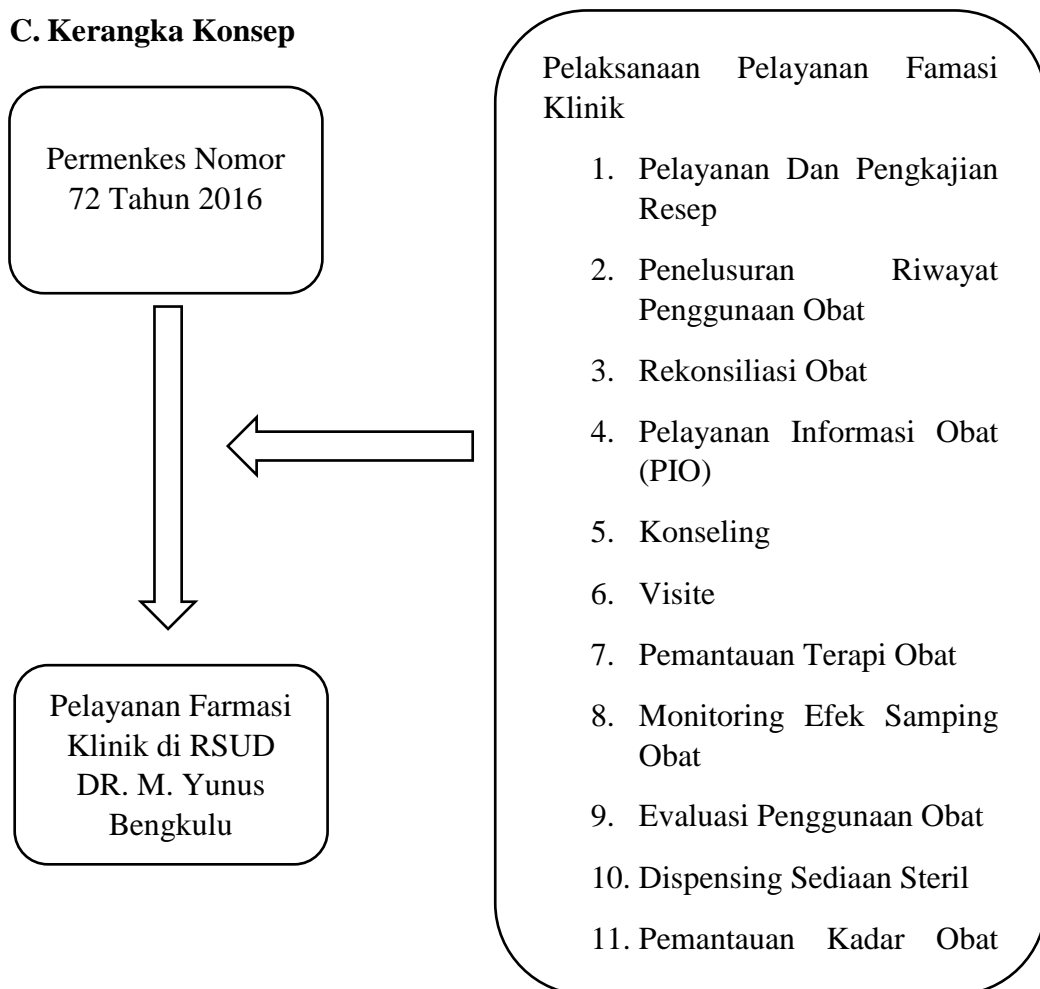 C. Kerangka Konsep
Permenkes Nomor
72 Tahun 2016
Pelayanan Farmasi
Klinik di RSUD
DR. M. Yunus
Bengkulu
Pelaksanaan Pelayanan Famasi
Klinik
1. Pelayanan Dan Pengkajian
Resep
2. Penelusuran Riwayat
Penggunaan Obat
3. Rekonsiliasi Obat
4. Pelayanan Informasi Obat
(PIO)
5. Konseling
6. Visite
7. Pemantauan Terapi Obat
8. Monitoring Efek Samping
Obat
9. Evaluasi Penggunaan Obat
10. Dispensing Sediaan Steril
11. Pemantauan Kadar Obat